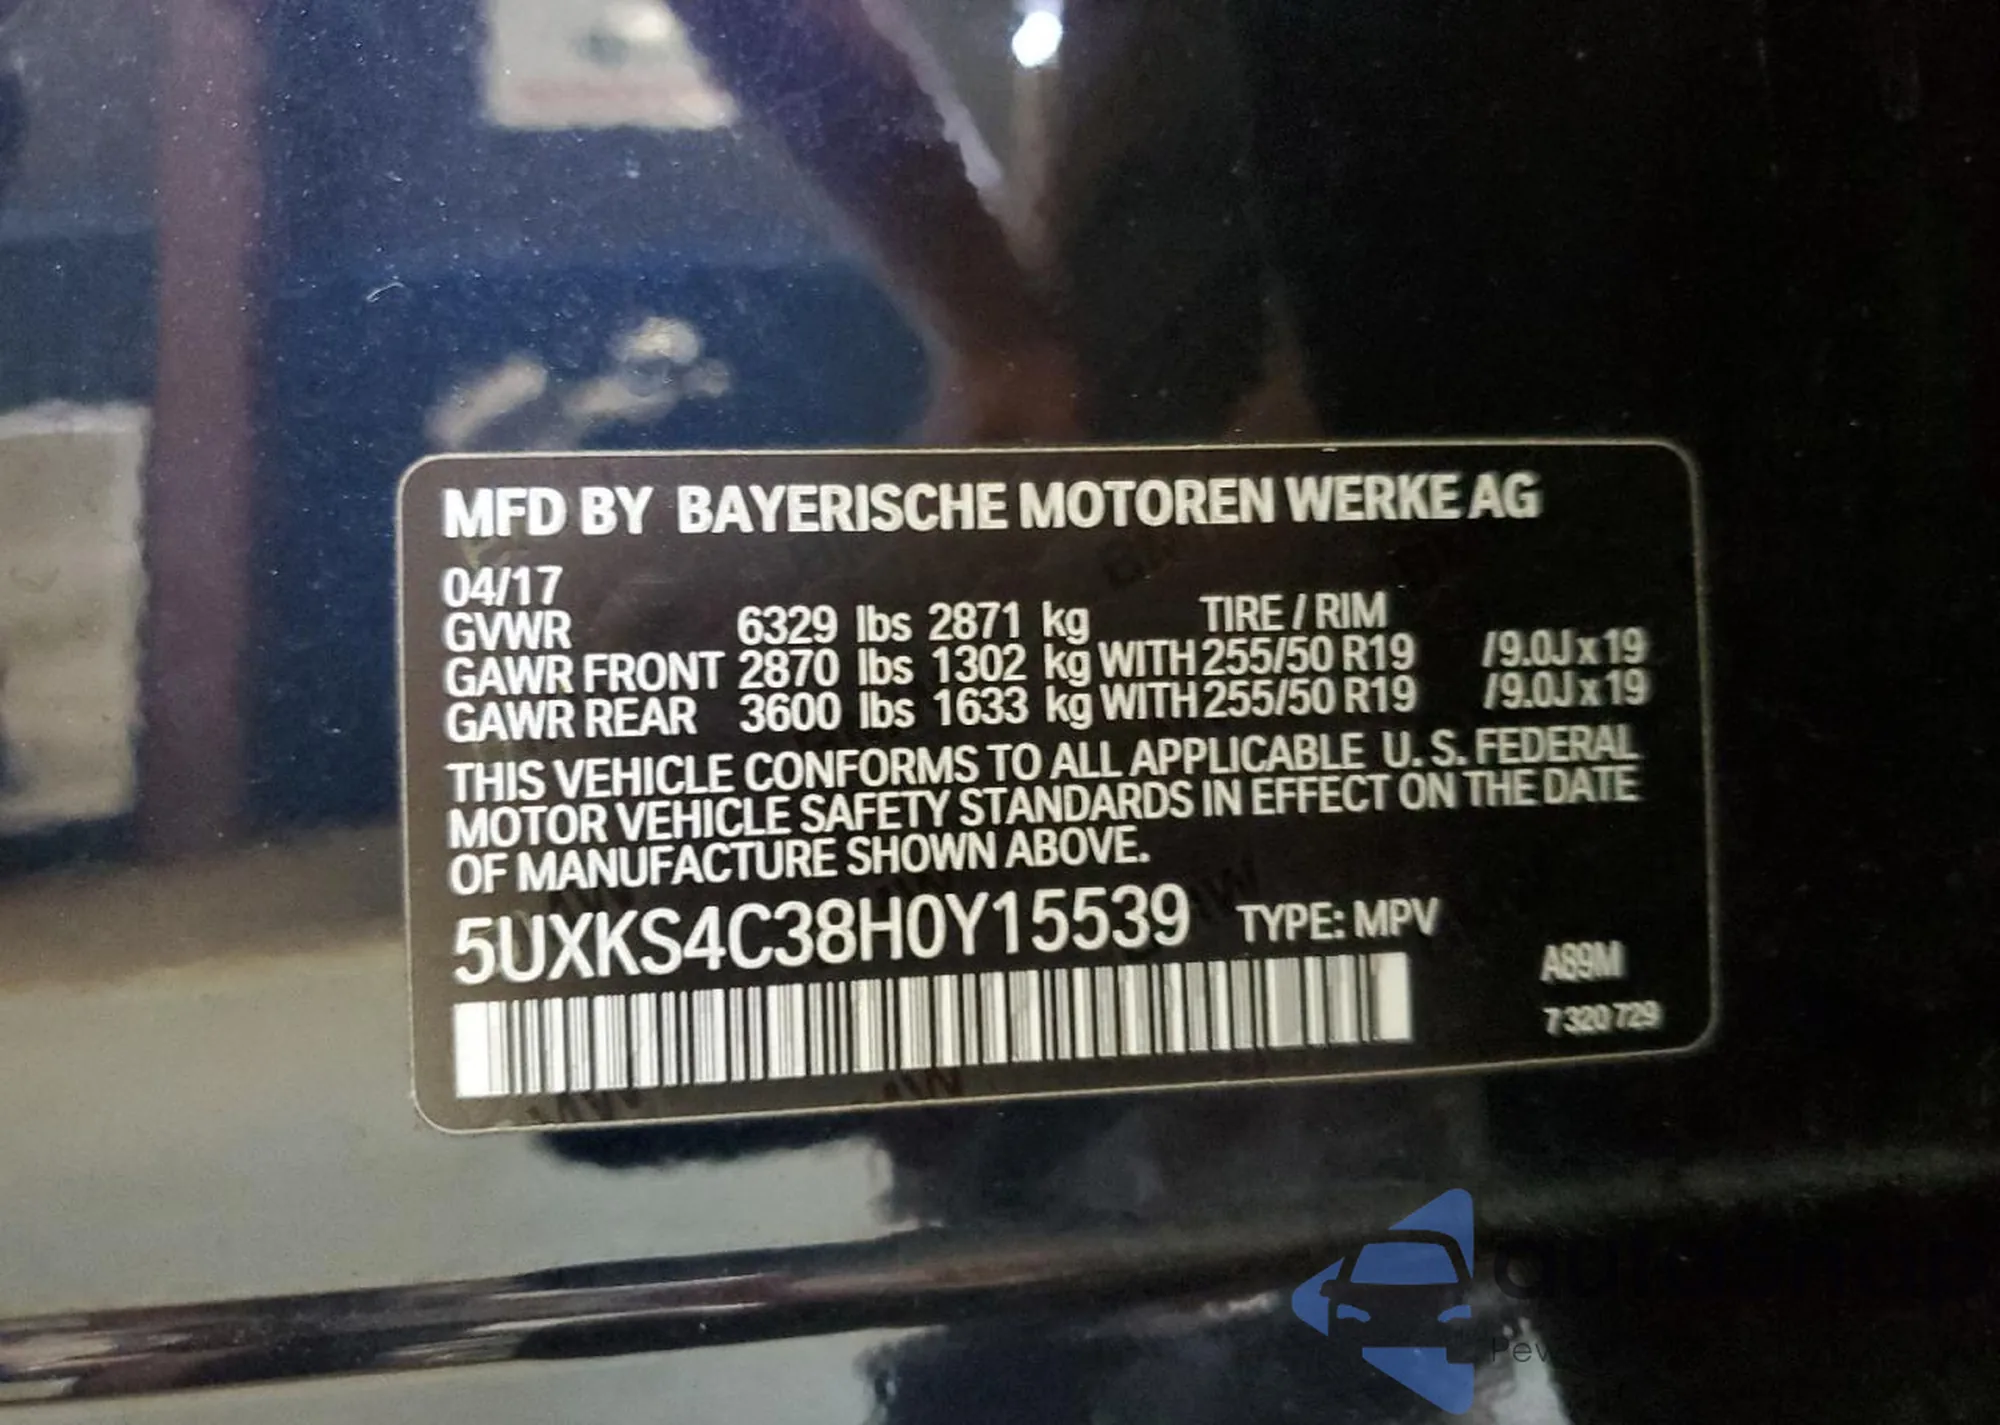 MFD BY BAYERISCHE MOTOREN WERKE AG
04/17
TIRE / RIM
GVWR 6329 lbs 2871 kg
GAWR FRONT 2870 lbs 1302 kg WITH 255/50 R19 /9.0J x 19
GAWR REAR 3600 lbs 1633 kg WITH 255/50 R19 /9.0J x 19
THIS VEHICLE CONFORMS TO ALL APPLICABLE U. S. FEDERAL
MOTOR VEHICLE SAFETY STANDARDS IN EFFECT ON THE DATE
OF MANUFACTURE SHOWN ABOVE.
5UXKS4C38H0Y15539 TYPE: MPV
A89M
7 320 729